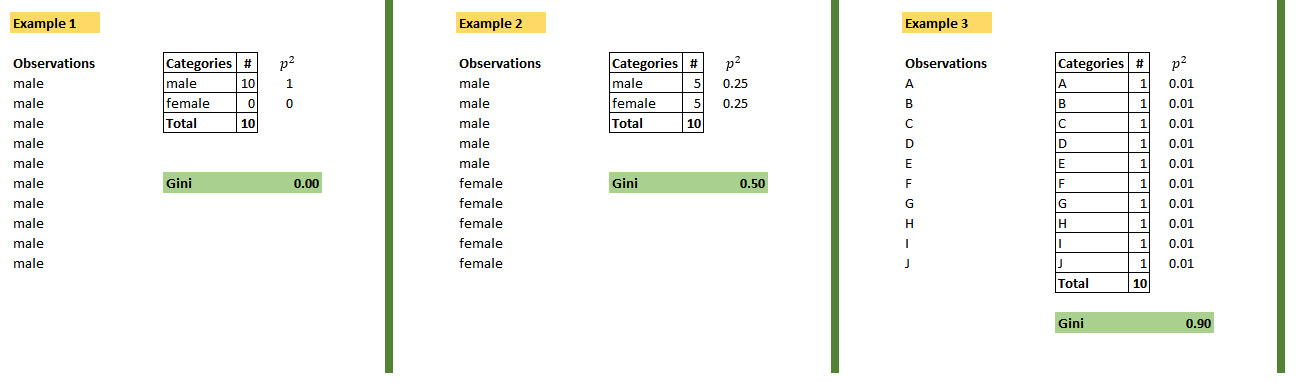 Example 1
Observations Categories # p²
male male 10 1
male female 0 0
male Total 10
male
male
male Gini 0.00
male
male
male
male
Example 2
Observations Categories # p²
male male 5 0.25
male female 5 0.25
male Total 10
male
male
female Gini 0.50
female
female
female
female
Example 3
Observations Categories # p²
A A 1 0.01
B B 1 0.01
C C 1 0.01
D D 1 0.01
E E 1 0.01
F F 1 0.01
G G 1 0.01
H H 1 0.01
I I 1 0.01
J J 1 0.01
Total 10
Gini 0.90